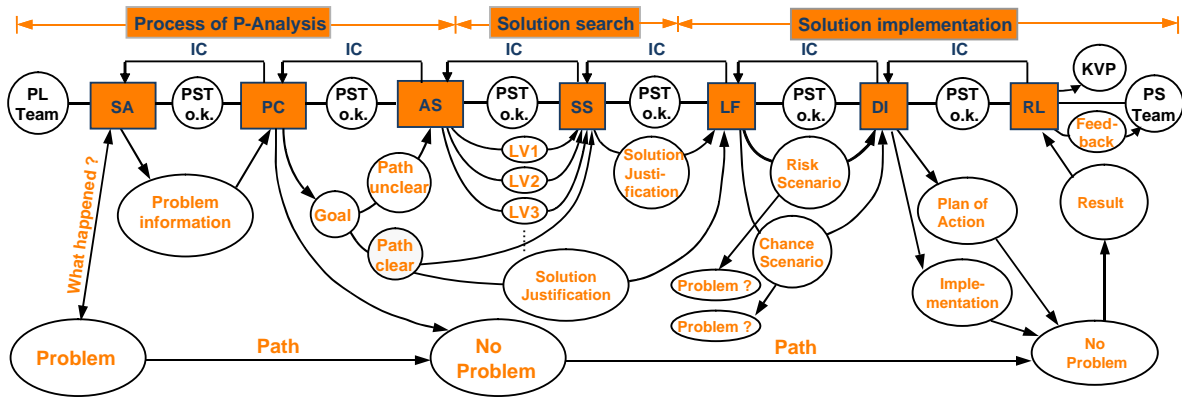 Process of P-Analysis
Solution search
Solution implementation
IC
IC
IC
IC
IC
IC
PL
Team
SA
PST
o.k.
PC
PST
o.k.
AS
PST
o.k.
SS
PST
o.k.
LF
PST
o.k.
DI
PST
o.k.
RL
KVP
PS
Team
Feed-
back
What happened ?
Problem
information
Goal
Path
unclear
Path
clear
LV1
LV2
LV3
Solution
Justi-
fication
Solution
Justification
Risk
Scenario
Chance
Scenario
Problem ?
Problem ?
Plan of
Action
Imple-
mentation
Result
Problem
Path
No
Problem
Path
No
Problem